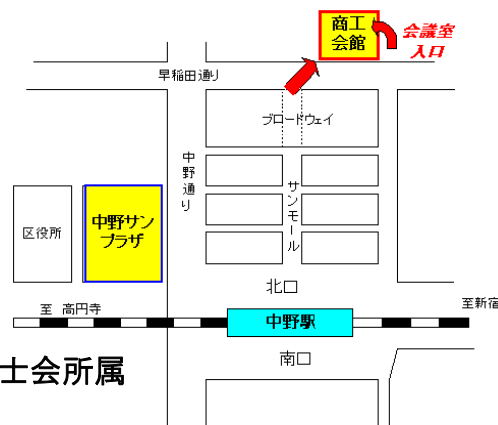 商工
会館
会議室
入口
早稲田通り
ブロードウェイ
中野通り
サンモール
区役所
中野サン
プラザ
北口
至 高円寺
至新宿
中野駅
南口
士会所属